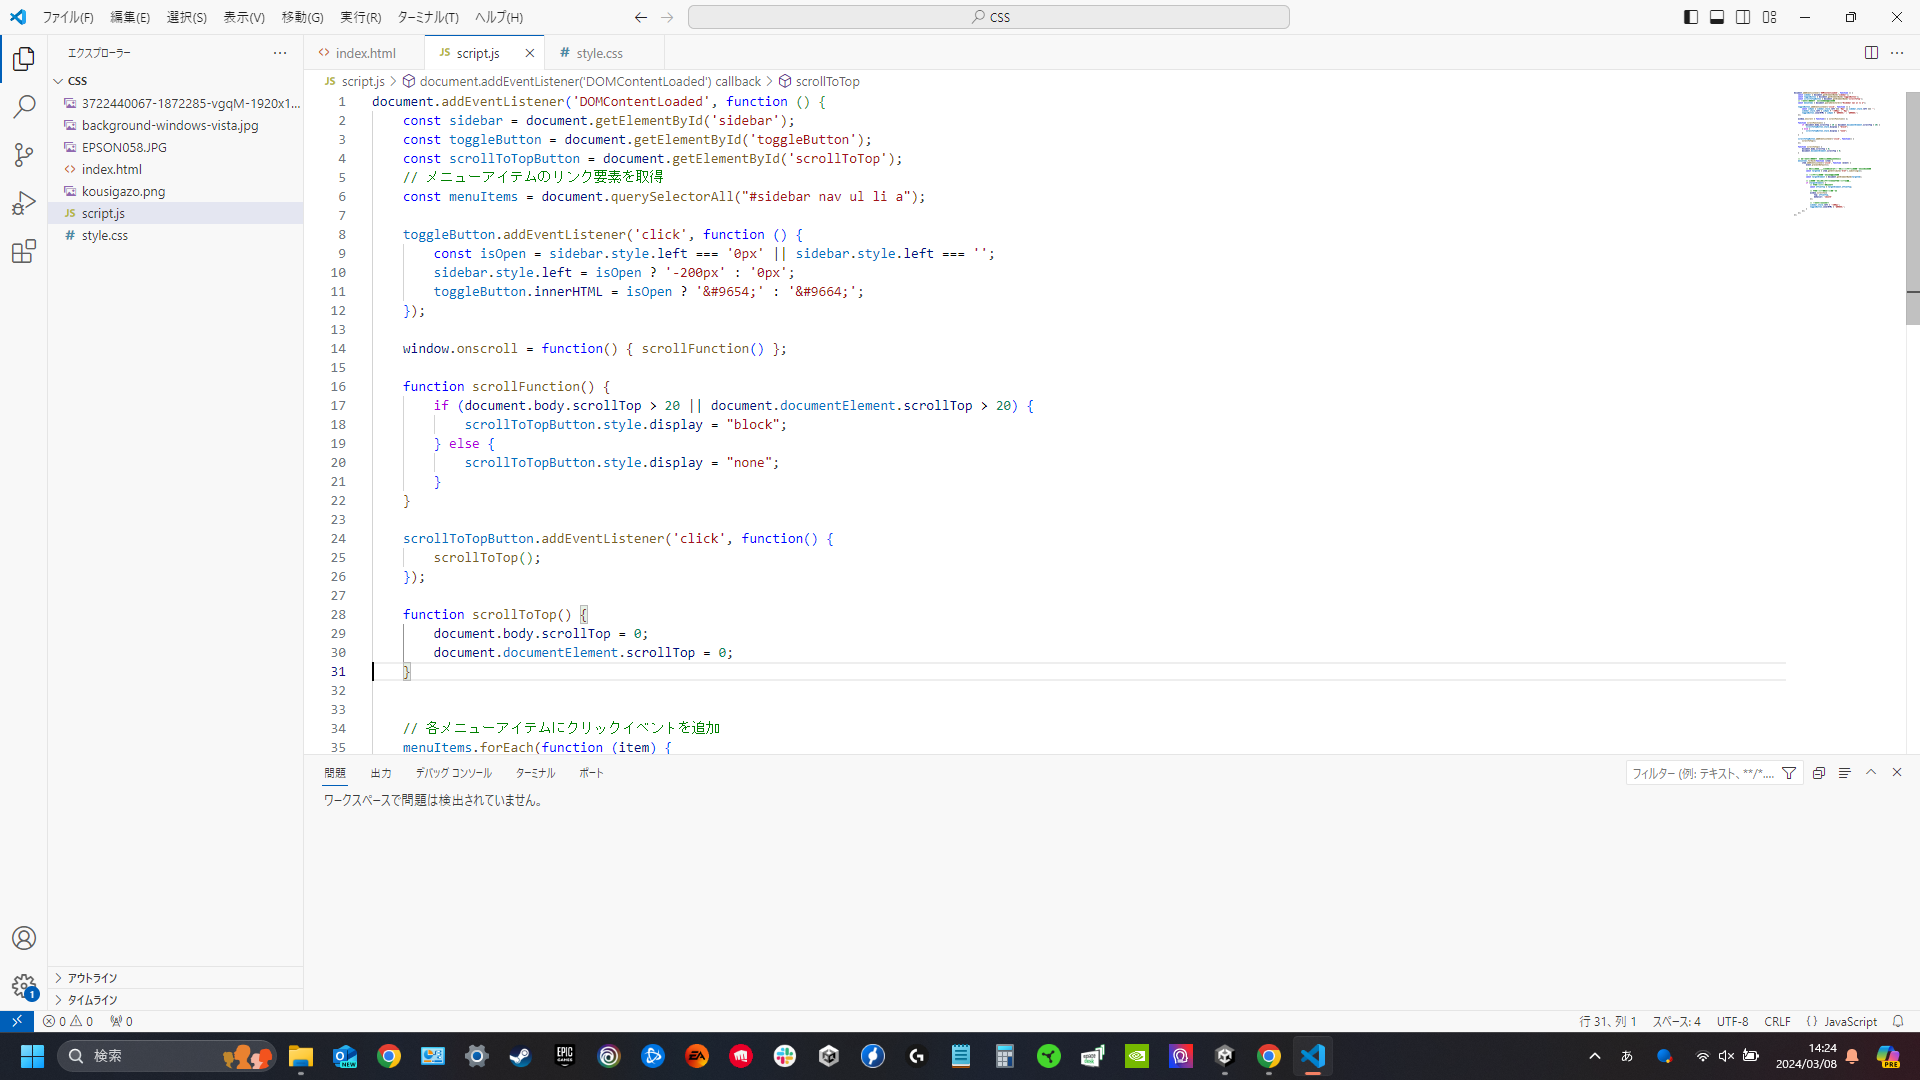 ファイル(F) 編集(E) 選択(S) 表示(V) 移動(G) 実行(R) ターミナル(T) ヘルプ(H)
CSS
エクスプローラー
CSS
3722440067-1872285-vgqM-1920x1...
background-windows-vista.jpg
EPSON058.JPG
index.html
kousigazo.png
script.js
style.css
アウトライン
タイムライン
index.html
JS script.js
# style.css
JS script.js > document.addEventListener('DOMContentLoaded') callback > scrollToTop
1 document.addEventListener('DOMContentLoaded', function () {
2 const sidebar = document.getElementById('sidebar');
3 const toggleButton = document.getElementById('toggleButton');
4 const scrollToTopButton = document.getElementById('scrollToTop');
5 // メニューアイテムのリンク要素を取得
6 const menuItems = document.querySelectorAll("#sidebar nav ul li a");
7
8 toggleButton.addEventListener('click', function () {
9 const isOpen = sidebar.style.left === '0px' || sidebar.style.left === '';
10 sidebar.style.left = isOpen ? '-200px' : '0px';
11 toggleButton.innerHTML = isOpen ? '&#9654;' : '&#9664;';
12 });
13
14 window.onscroll = function() { scrollFunction() };
15
16 function scrollFunction() {
17 if (document.body.scrollTop > 20 || document.documentElement.scrollTop > 20) {
18 scrollToTopButton.style.display = "block";
19 } else {
20 scrollToTopButton.style.display = "none";
21 }
22 }
23
24 scrollToTopButton.addEventListener('click', function() {
25 scrollToTop();
26 });
27
28 function scrollToTop() {
29 document.body.scrollTop = 0;
30 document.documentElement.scrollTop = 0;
31 }
32
33
34 // 各メニューアイテムにクリックイベントを追加
35 menuItems.forEach(function (item) {
問題 出力 デバッグ コンソール ターミナル ポート
フィルター (例: テキスト、**/*....
ワークスペースで問題は検出されていません。
1
0 0 0
行 31、列 1 スペース: 4 UTF-8 CRLF { } JavaScript
検索
NEW
EPIC GAMES
EA
あ
14:24
2024/03/08
PRE